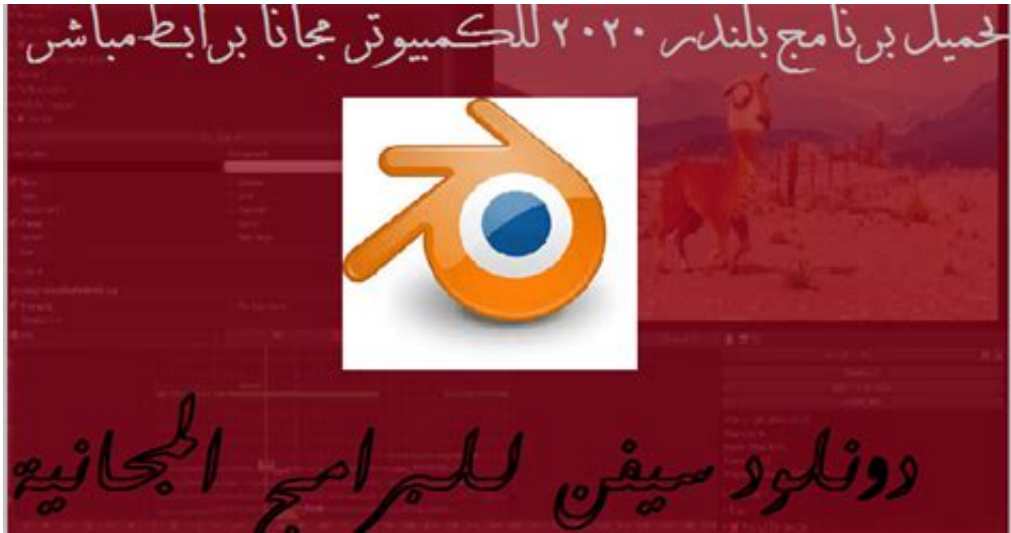 تحميل برنامج بلندر ٢٠٢٠ للكمبيوتر مجانا برابط مباشر
دونلود سيفن للبرامج المجانية